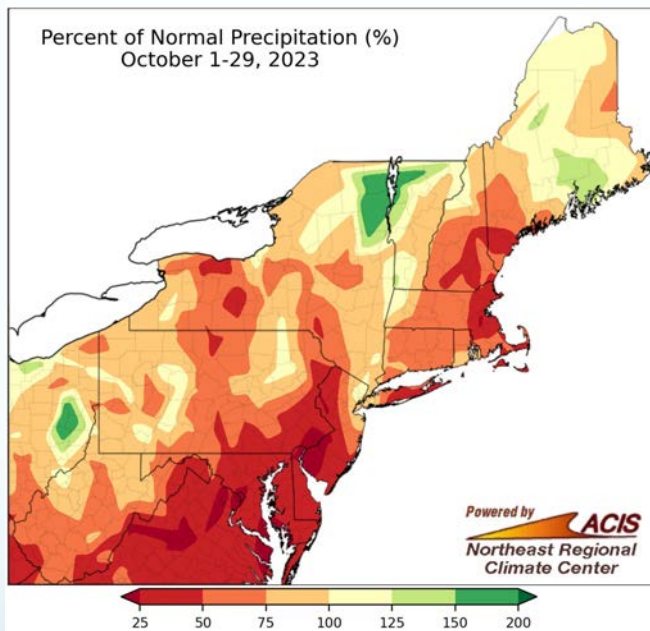 Percent of Normal Precipitation (%)
October 1-29, 2023
Powered by
ACIS
Northeast Regional
Climate Center
25 50 75 100 125 150 200